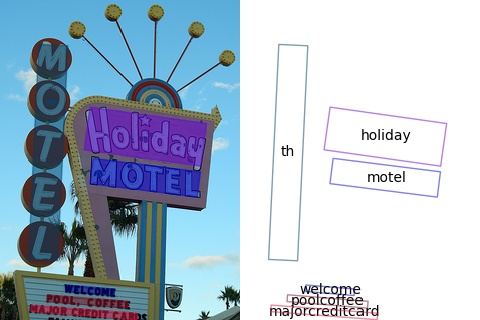 MOTEL
Holiday
MOTEL
WELCOME
POOL, COFFEE
MAJOR CREDIT CARDS
holiday
th
motel
welcome
poolcoffee
majorcreditcard